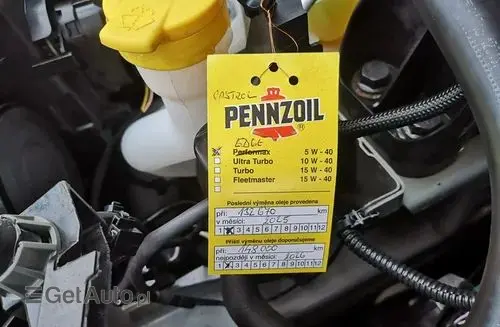 CASTROL
PENNZOIL
EDGE
Performax 5 W - 40
Ultra Turbo 10 W - 40
Turbo 15 W - 40
Fleetmaster 15 W - 40
Poslední výměna oleje provedena
při: 132 670 km
v měsíci: 2025
1 2 3 4 5 6 7 8 9 10 11 12
Příští výměnu oleje doporučujeme
při: 148 000 km
nejpozději v měsíci: 2026
1 2 3 4 5 6 7 8 9 10 11 12
GetAuto.pl